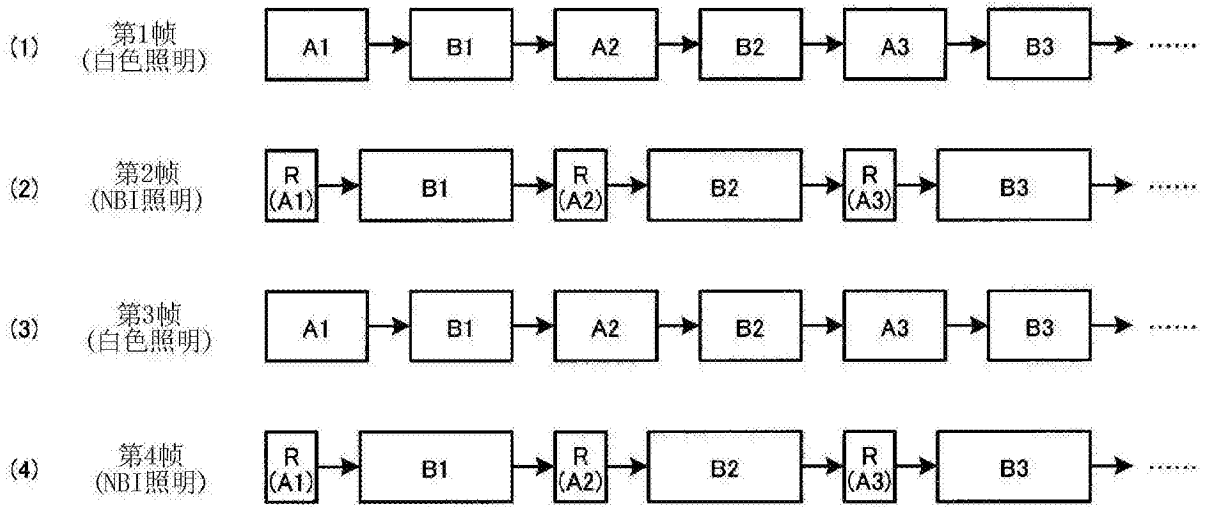 (1) 第1帧 (白色照明) A1 B1 A2 B2 A3 B3 ……
(2) 第2帧 (NBI照明) R (A1) B1 R (A2) B2 R (A3) B3 ……
(3) 第3帧 (白色照明) A1 B1 A2 B2 A3 B3 ……
(4) 第4帧 (NBI照明) R (A1) B1 R (A2) B2 R (A3) B3 ……